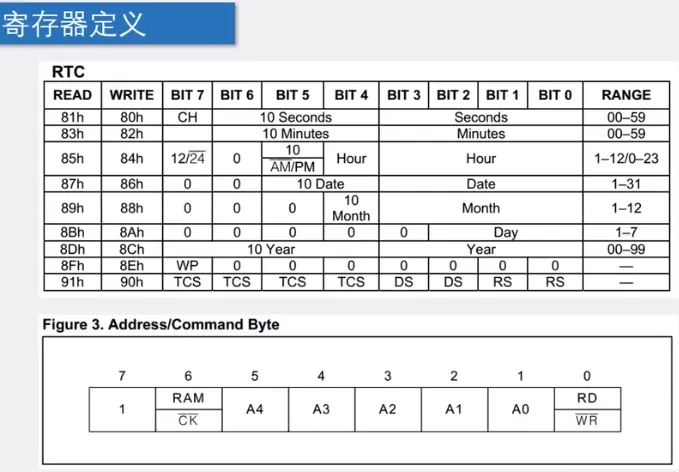 寄存器定义
RTC
READ WRITE BIT 7 BIT 6 BIT 5 BIT 4 BIT 3 BIT 2 BIT 1 BIT 0 RANGE
81h 80h CH 10 Seconds Seconds 00–59
83h 82h 10 Minutes Minutes 00–59
85h 84h 12/24 0 10 AM/PM Hour Hour 1–12/0–23
87h 86h 0 0 10 Date Date 1–31
89h 88h 0 0 0 10 Month Month 1–12
8Bh 8Ah 0 0 0 0 0 Day 1–7
8Dh 8Ch 10 Year Year 00–99
8Fh 8Eh WP 0 0 0 0 0 0 0 —
91h 90h TCS TCS TCS TCS DS DS RS RS —
Figure 3. Address/Command Byte
7 6 5 4 3 2 1 0
1 RAM CK A4 A3 A2 A1 A0 RD WR